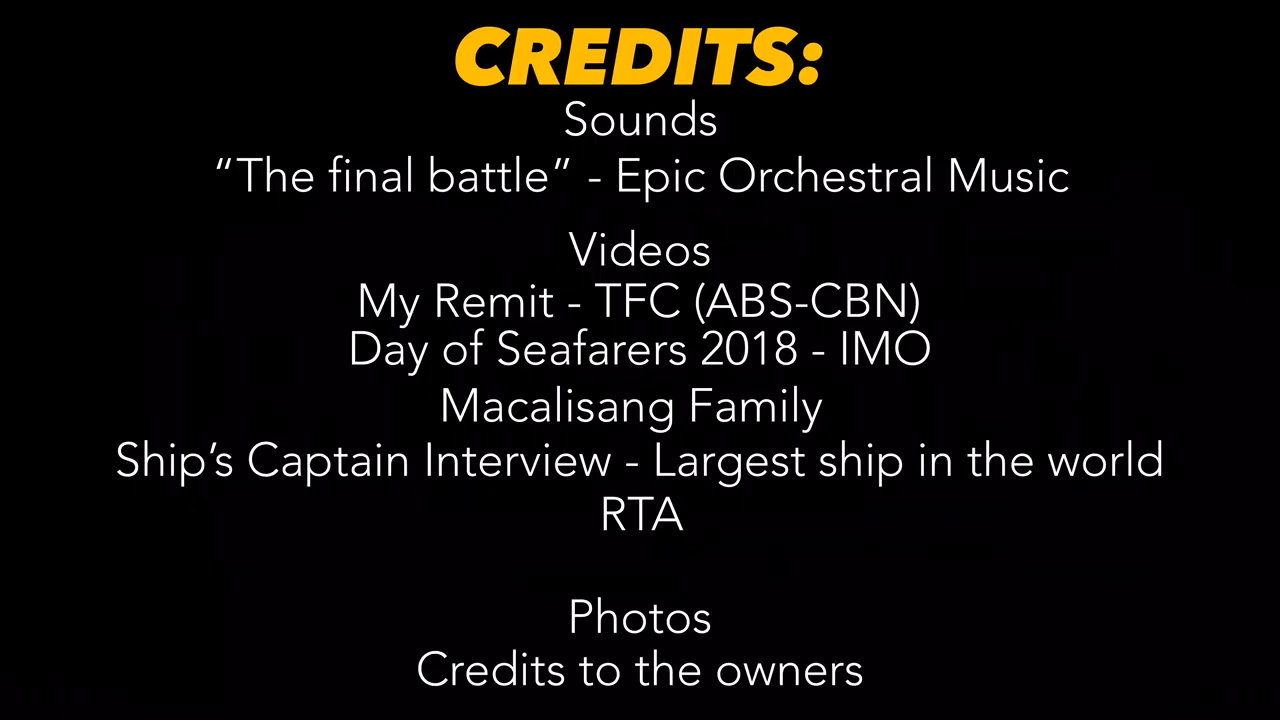 CREDITS:
Sounds
“The final battle” - Epic Orchestral Music
Videos
My Remit - TFC (ABS-CBN)
Day of Seafarers 2018 - IMO
Macalisang Family
Ship’s Captain Interview - Largest ship in the world
RTA
Photos
Credits to the owners